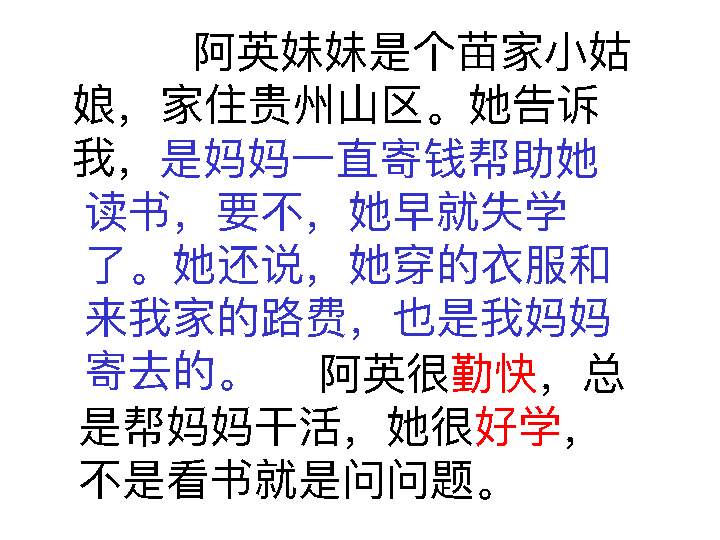 阿英妹妹是个苗家小姑
娘，家住贵州山区。她告诉
我，是妈妈一直寄钱帮助她
读书，要不，她早就失学
了。她还说，她穿的衣服和
来我家的路费，也是我妈妈
寄去的。 阿英很勤快，总
是帮妈妈干活，她很好学，
不是看书就是问问题。